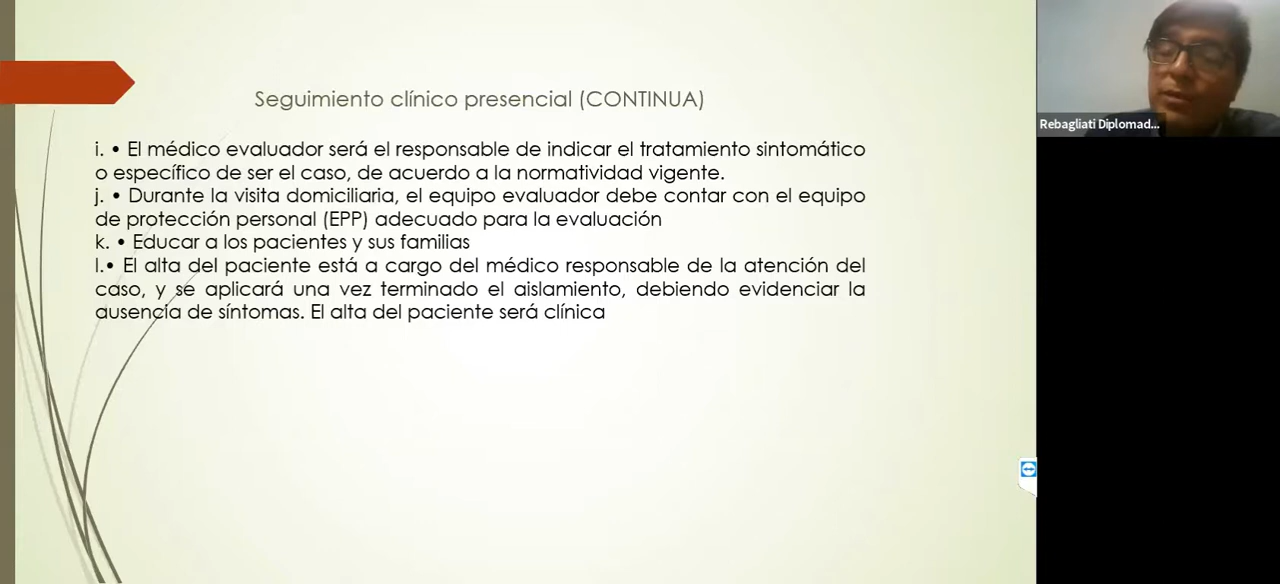 Seguimiento clínico presencial (CONTINUA)
i. • El médico evaluador será el responsable de indicar el tratamiento sintomático
o específico de ser el caso, de acuerdo a la normatividad vigente.
j. • Durante la visita domiciliaria, el equipo evaluador debe contar con el equipo
de protección personal (EPP) adecuado para la evaluación
k. • Educar a los pacientes y sus familias
l.• El alta del paciente está a cargo del médico responsable de la atención del
caso, y se aplicará una vez terminado el aislamiento, debiendo evidenciar la
ausencia de síntomas. El alta del paciente será clínica
Rebagliati Diplomad...